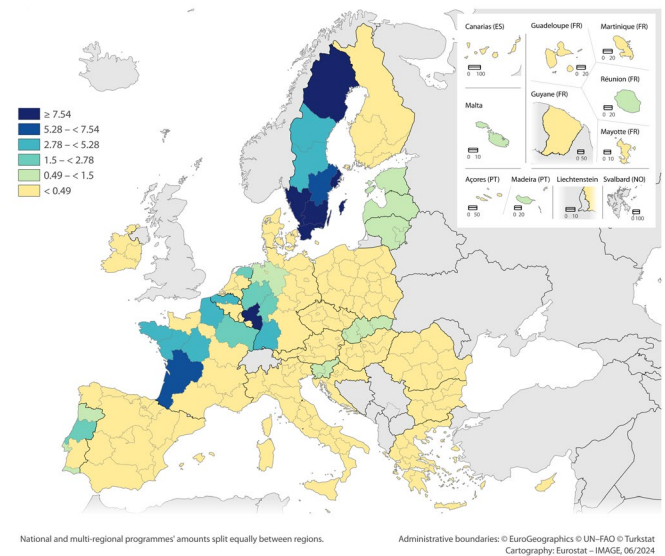 Canarias (ES)
0 100
Guadeloupe (FR)
0 20
Martinique (FR)
0 20
Malta
0 10
Guyane (FR)
0 50
Réunion (FR)
0 20
Mayotte (FR)
0 10
Açores (PT)
0 50
Madeira (PT)
0 20
Liechtenstein
0 10
Svalbard (NO)
0 100
≥ 7.54
5.28 – < 7.54
2.78 – < 5.28
1.5 – < 2.78
0.49 – < 1.5
< 0.49
National and multi-regional programmes' amounts split equally between regions.
Administrative boundaries: © EuroGeographics © UN–FAO © Turkstat
Cartography: Eurostat – IMAGE, 06/2024